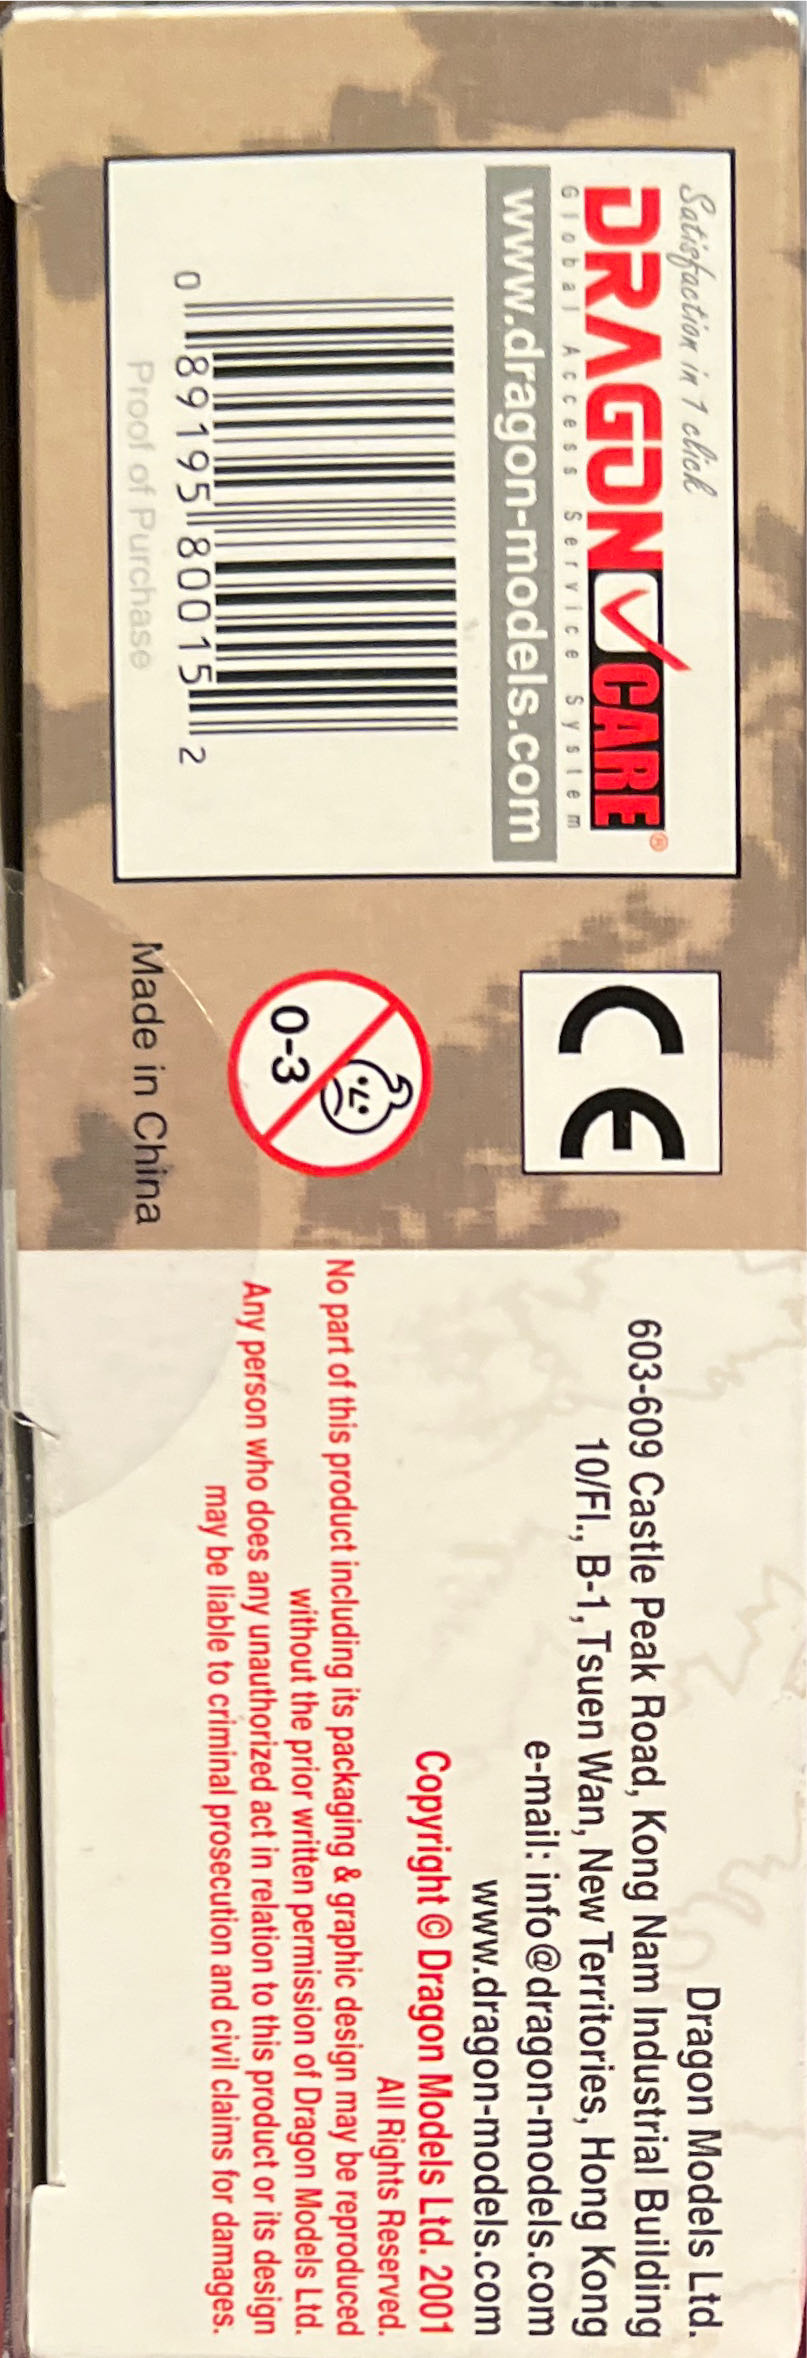 Satisfaction in 1 click
DRAGON CARE®
Global Access Service System
www.dragon-models.com
0 89195 80015 2
Proof of Purchase
CE
0-3
Made in China
Dragon Models Ltd.
603-609 Castle Peak Road, Kong Nam Industrial Building
10/Fl., B-1, Tsuen Wan, New Territories, Hong Kong
e-mail: info@dragon-models.com
www.dragon-models.com
Copyright © Dragon Models Ltd. 2001
All Rights Reserved.
No part of this product including its packaging & graphic design may be reproduced
without the prior written permission of Dragon Models Ltd.
Any person who does any unauthorized act in relation to this product or its design
may be liable to criminal prosecution and civil claims for damages.